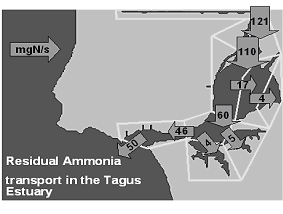 121
mgN/s
110
17
4
60
46
50
4
5
Residual Ammonia
transport in the Tagus
Estuary